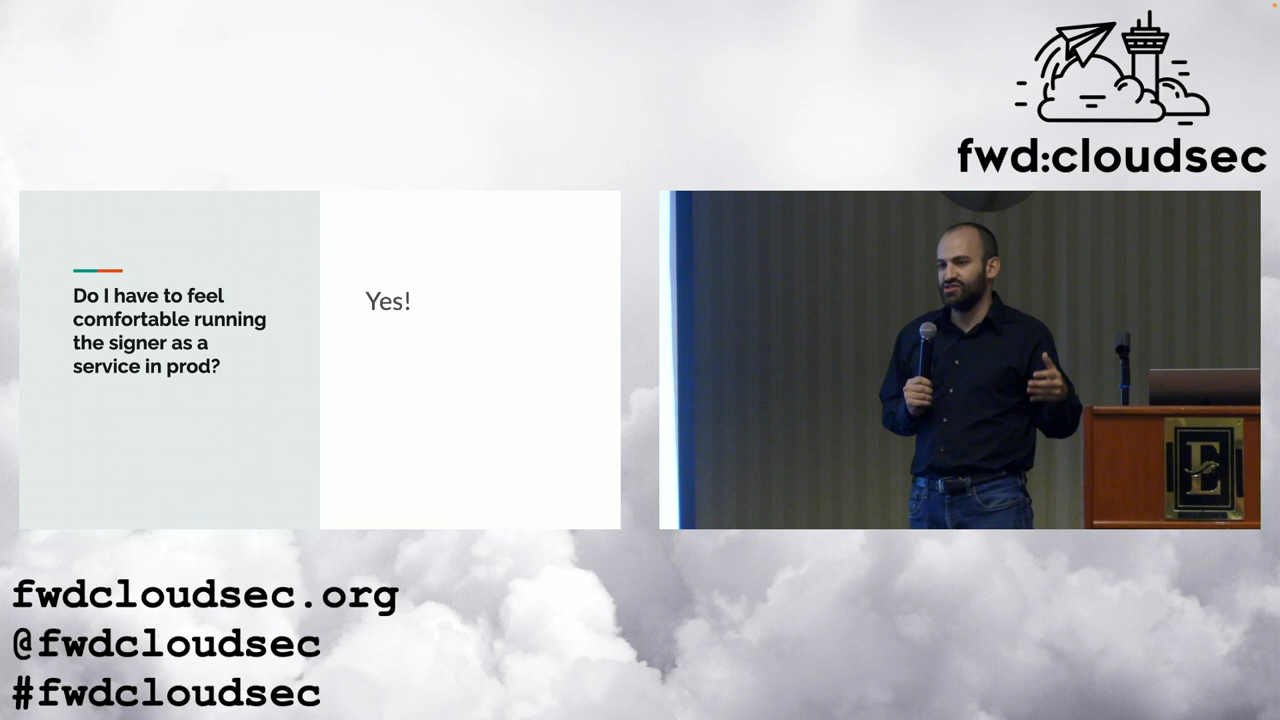 fwd:cloudsec
Do I have to feel
comfortable running
the signer as a
service in prod?
Yes!
E
fwdcloudsec.org
@fwdcloudsec
#fwdcloudsec